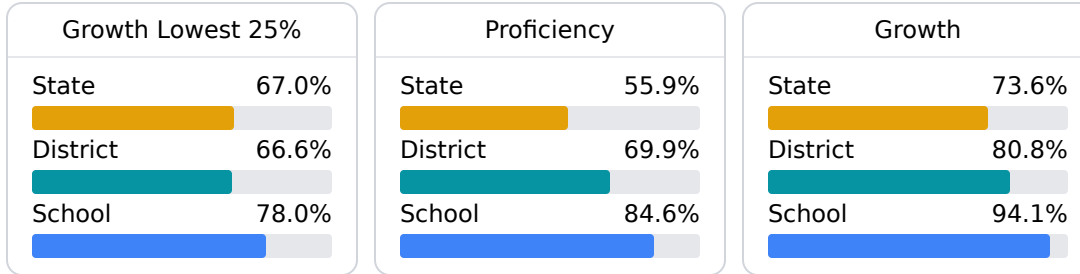 Growth Lowest 25%
State 67.0%
District 66.6%
School 78.0%
Proficiency
State 55.9%
District 69.9%
School 84.6%
Growth
State 73.6%
District 80.8%
School 94.1%